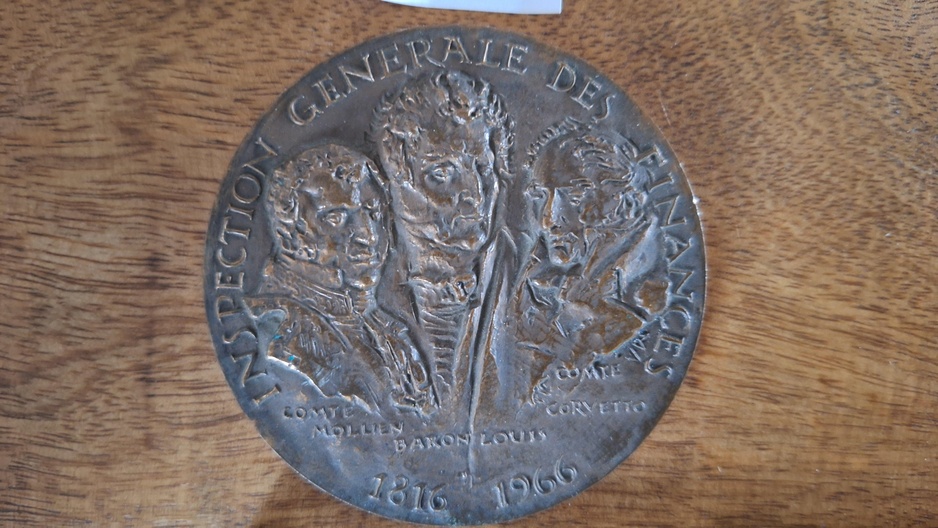 INSPECTION GENERALE DES FINANCES
COMTE
MOLLIEN
BARON LOUIS
COMTE
CORVETTO
1816 1966